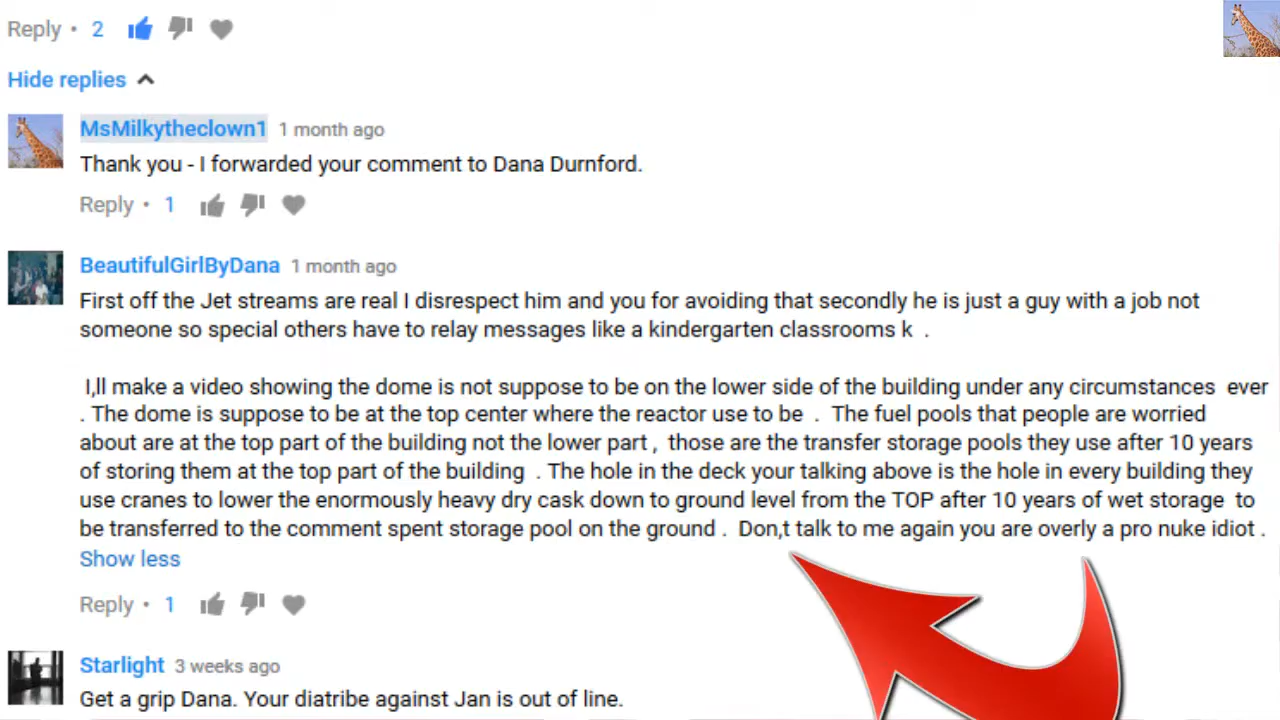 Reply • 2
Hide replies
MsMilkytheclown1 1 month ago
Thank you - I forwarded your comment to Dana Durnford.
Reply • 1
BeautifulGirlByDana 1 month ago
First off the Jet streams are real I disrespect him and you for avoiding that secondly he is just a guy with a job not
someone so special others have to relay messages like a kindergarten classrooms k .
I,ll make a video showing the dome is not suppose to be on the lower side of the building under any circumstances ever
. The dome is suppose to be at the top center where the reactor use to be . The fuel pools that people are worried
about are at the top part of the building not the lower part , those are the transfer storage pools they use after 10 years
of storing them at the top part of the building . The hole in the deck your talking above is the hole in every building they
use cranes to lower the enormously heavy dry cask down to ground level from the TOP after 10 years of wet storage to
be transferred to the comment spent storage pool on the ground . Don,t talk to me again you are overly a pro nuke idiot .
Show less
Reply • 1
Starlight 3 weeks ago
Get a grip Dana. Your diatribe against Jan is out of line.